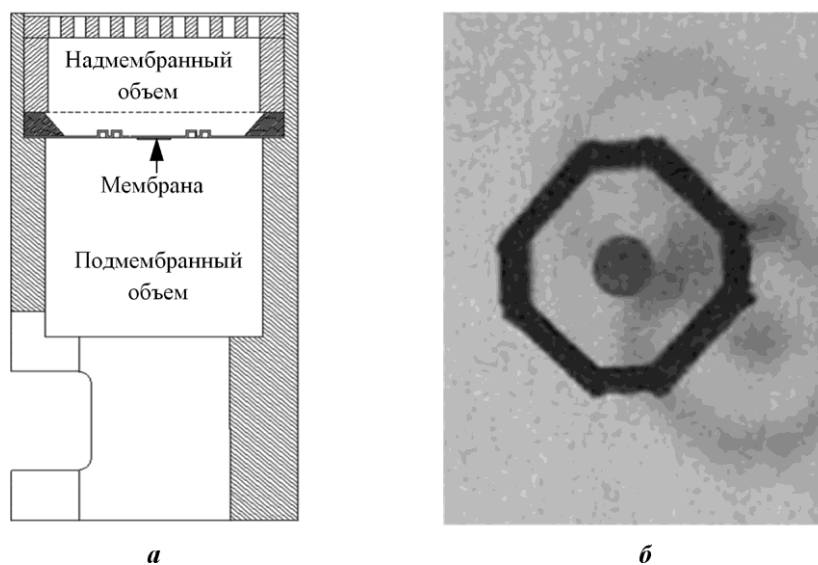 Надмембранный
объем
Мембрана
Подмембранный
объем
а
б